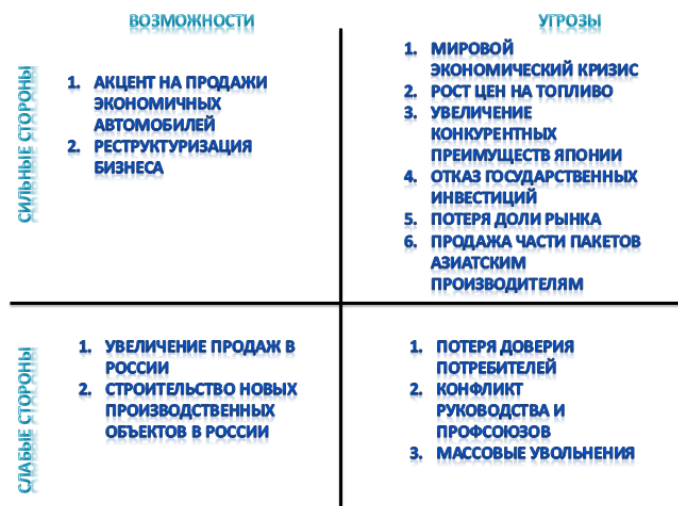 ВОЗМОЖНОСТИ
УГРОЗЫ
СИЛЬНЫЕ СТОРОНЫ
1. АКЦЕНТ НА ПРОДАЖИ
ЭКОНОМИЧНЫХ
АВТОМОБИЛЕЙ
2. РЕСТРУКТУРИЗАЦИЯ
БИЗНЕСА
1. МИРОВОЙ
ЭКОНОМИЧЕСКИЙ КРИЗИС
2. РОСТ ЦЕН НА ТОПЛИВО
3. УВЕЛИЧЕНИЕ
КОНКУРЕНТНЫХ
ПРЕИМУЩЕСТВ ЯПОНИИ
4. ОТКАЗ ГОСУДАРСТВЕННЫХ
ИНВЕСТИЦИЙ
5. ПОТЕРЯ ДОЛИ РЫНКА
6. ПРОДАЖА ЧАСТИ ПАКЕТОВ
АЗИАТСКИМ
ПРОИЗВОДИТЕЛЯМ
СЛАБЫЕ СТОРОНЫ
1. УВЕЛИЧЕНИЕ ПРОДАЖ В
РОССИИ
2. СТРОИТЕЛЬСТВО НОВЫХ
ПРОИЗВОДСТВЕННЫХ
ОБЪЕКТОВ В РОССИИ
1. ПОТЕРЯ ДОВЕРИЯ
ПОТРЕБИТЕЛЕЙ
2. КОНФЛИКТ
РУКОВОДСТВА И
ПРОФСОЮЗОВ
3. МАССОВЫЕ УВОЛЬНЕНИЯ